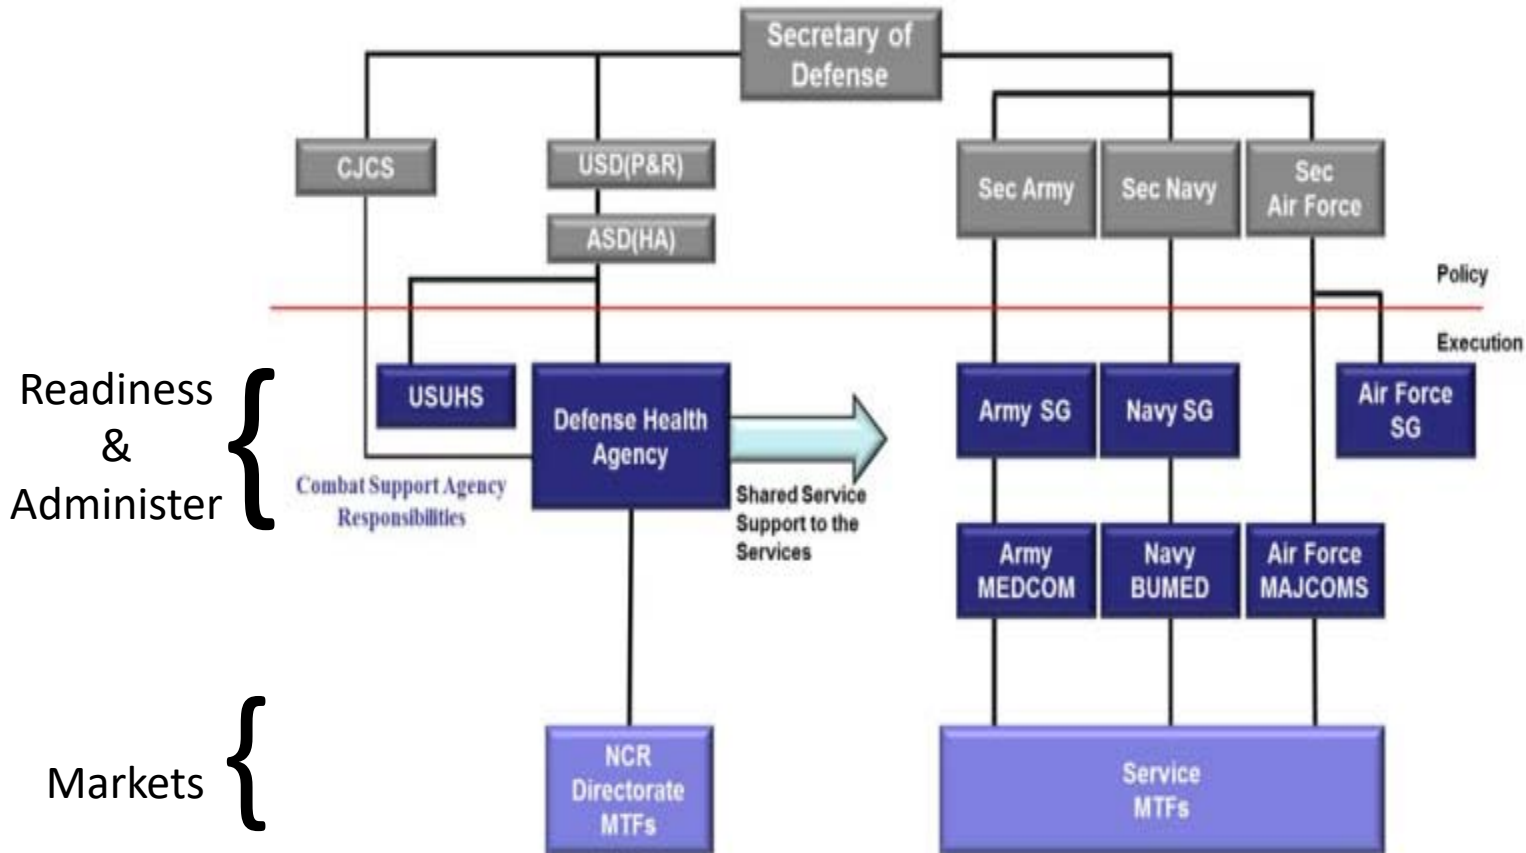 Secretary of
Defense
CJCS
USD(P&R)
ASD(HA)
Sec Army
Sec Navy
Sec
Air Force
Policy
Execution
Readiness
&
Administer
{
USUHS
Defense Health
Agency
Combat Support Agency
Responsibilities
Shared Service
Support to the
Services
Army SG
Navy SG
Air Force
SG
Army
MEDCOM
Navy
BUMED
Air Force
MAJCOMS
Markets
{
NCR
Directorate
MTFs
Service
MTFs